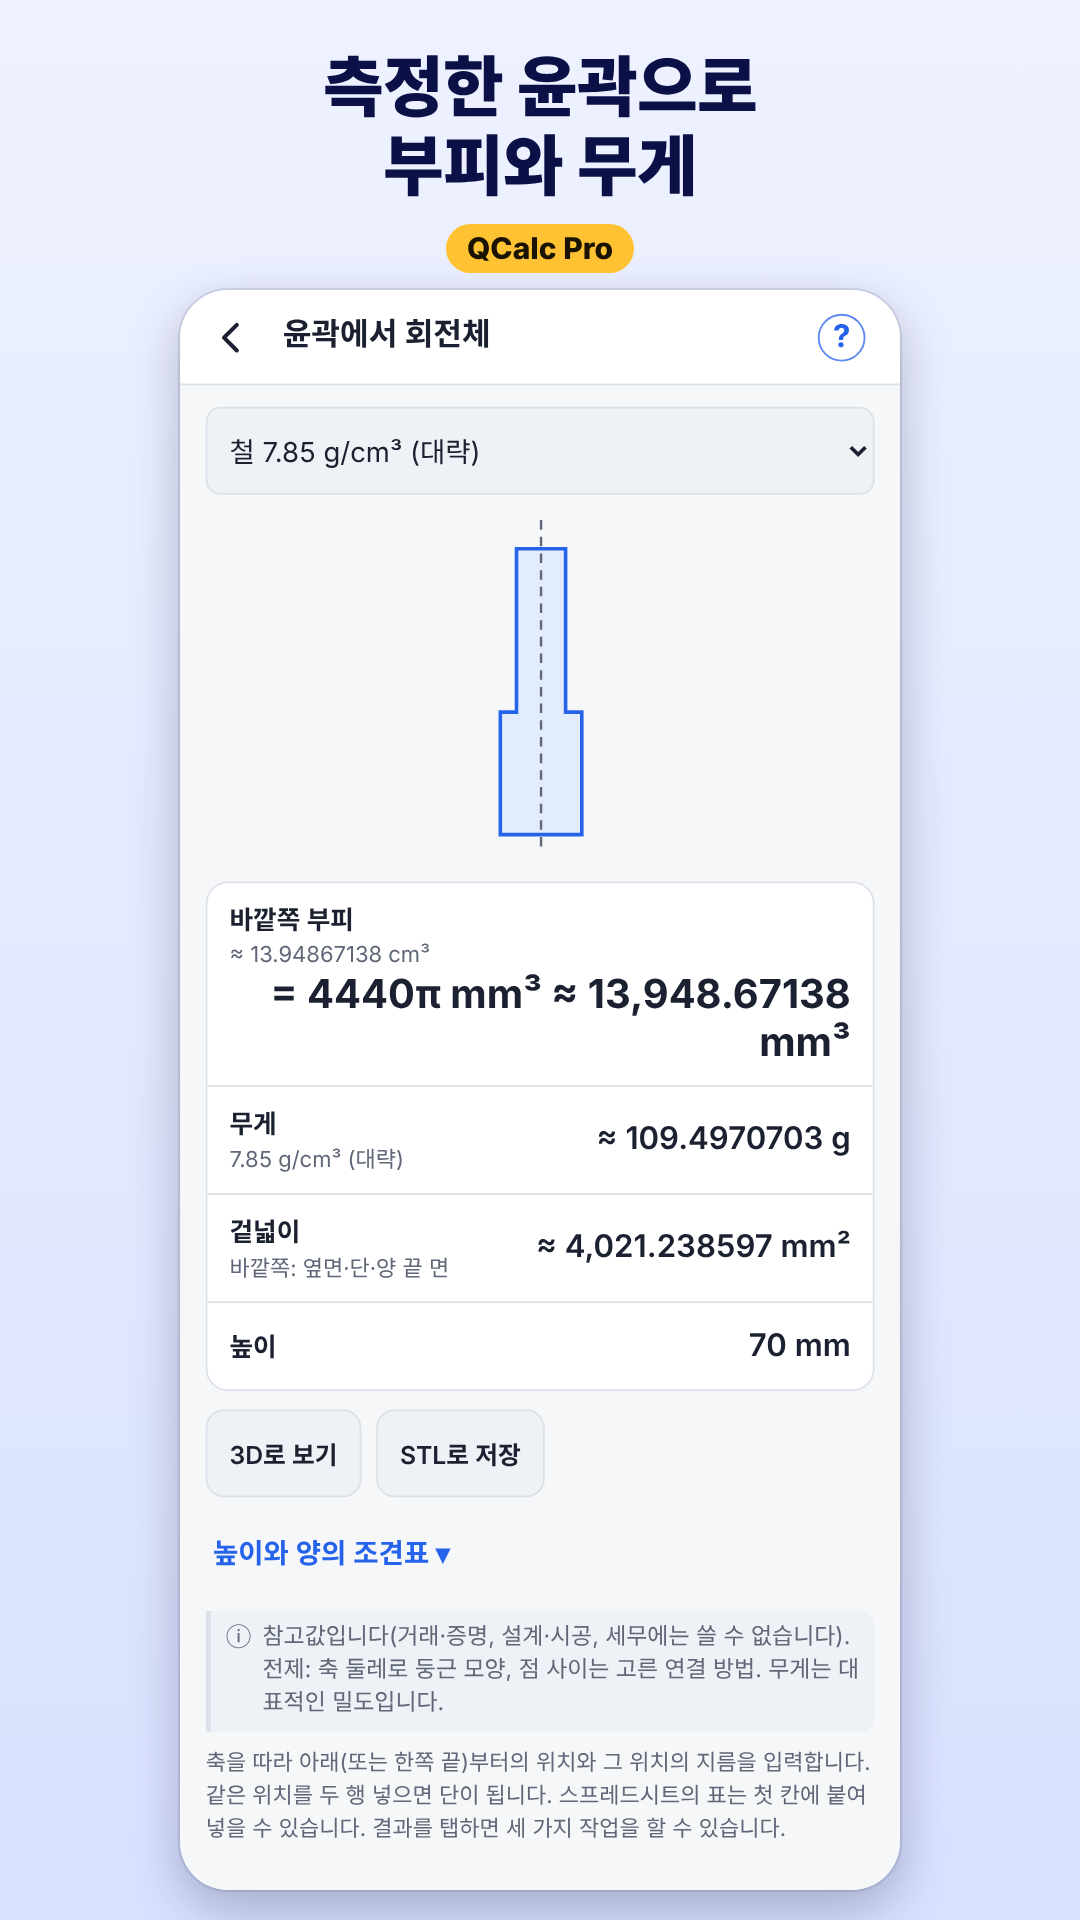 측정한 윤곽으로
부피와 무게
QCalc Pro
윤곽에서 회전체
?
철 7.85 g/cm³ (대략)
바깥쪽 부피
≈ 13.94867138 cm³
= 4440π mm³ ≈ 13,948.67138
mm³
무게
7.85 g/cm³ (대략)
≈ 109.4970703 g
겉넓이
바깥쪽: 옆면·단·양 끝 면
≈ 4,021.238597 mm²
높이
70 mm
3D로 보기
STL로 저장
높이와 양의 조견표 ▾
ⓘ 참고값입니다(거래·증명, 설계·시공, 세무에는 쓸 수 없습니다).
전제: 축 둘레로 둥근 모양, 점 사이는 고른 연결 방법. 무게는 대
표적인 밀도입니다.
축을 따라 아래(또는 한쪽 끝)부터의 위치와 그 위치의 지름을 입력합니다.
같은 위치를 두 행 넣으면 단이 됩니다. 스프레드시트의 표는 첫 칸에 붙여
넣을 수 있습니다. 결과를 탭하면 세 가지 작업을 할 수 있습니다.